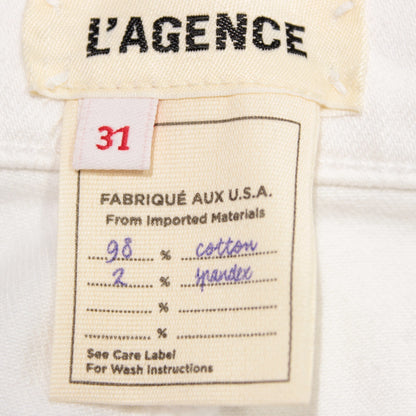 L'AGENCE
31
FABRIQUÉ AUX U.S.A.
From Imported Materials
98 % cotton
2 % spandex
%
%
See Care Label
For Wash Instructions